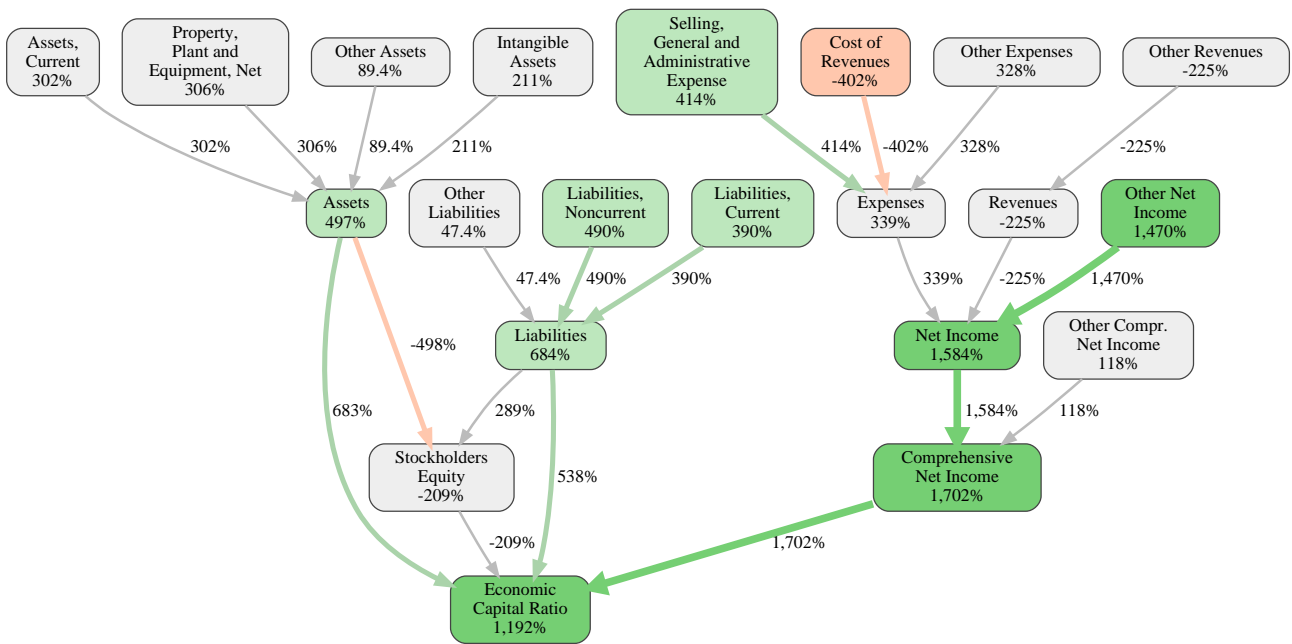 Assets,
Current
302%
Property,
Plant and
Equipment, Net
306%
Other Assets
89.4%
Intangible
Assets
211%
Selling,
General and
Administrative
Expense
414%
Cost of
Revenues
-402%
Other Expenses
328%
Other Revenues
-225%
302%
306%
89.4%
211%
414%
-402%
328%
-225%
Assets
497%
Other
Liabilities
47.4%
Liabilities,
Noncurrent
490%
Liabilities,
Current
390%
Expenses
339%
Revenues
-225%
Other Net
Income
1,470%
47.4%
490%
390%
339%
-225%
1,470%
-498%
Liabilities
684%
Net Income
1,584%
Other Compr.
Net Income
118%
683%
289%
1,584%
118%
Stockholders
Equity
-209%
538%
Comprehensive
Net Income
1,702%
-209%
1,702%
Economic
Capital Ratio
1,192%